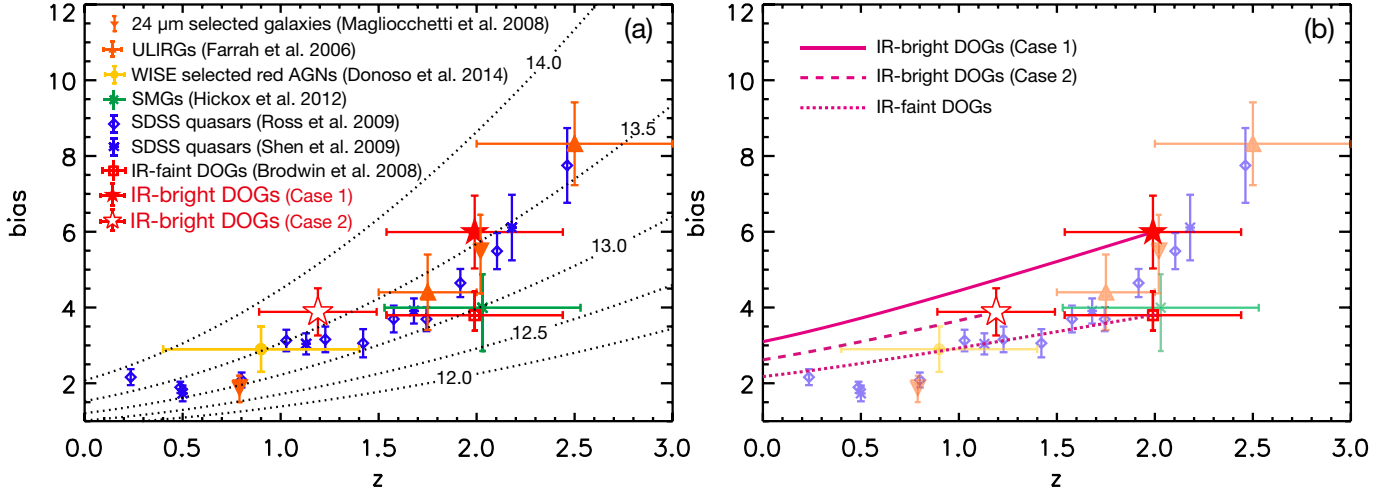 (a)
24 μm selected galaxies (Magliocchetti et al. 2008)
ULIRGs (Farrah et al. 2006)
WISE selected red AGNs (Donoso et al. 2014)
SMGs (Hickox et al. 2012)
SDSS quasars (Ross et al. 2009)
SDSS quasars (Shen et al. 2009)
IR-faint DOGs (Brodwin et al. 2008)
IR-bright DOGs (Case 1)
IR-bright DOGs (Case 2)
14.0
13.5
13.0
12.5
12.0
bias
12
10
8
6
4
2
0.0 0.5 1.0 1.5 2.0 2.5 3.0
z
(b)
IR-bright DOGs (Case 1)
IR-bright DOGs (Case 2)
IR-faint DOGs
bias
12
10
8
6
4
2
0.0 0.5 1.0 1.5 2.0 2.5 3.0
z